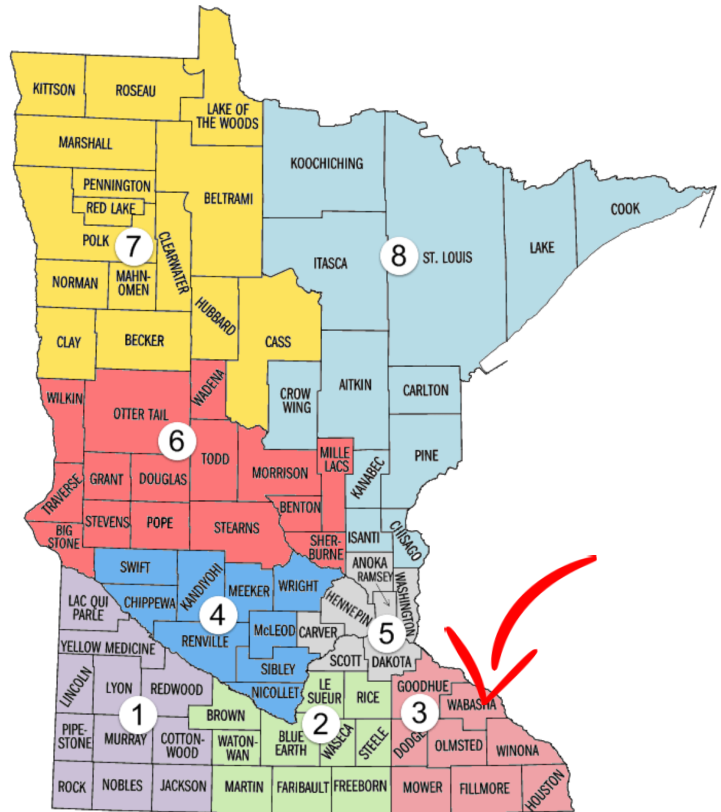 KITTSON
ROSEAU
LAKE OF
THE WOODS
MARSHALL
KOOCHICHING
PENNINGTON
BELTRAMI
RED LAKE
COOK
POLK
7
CLEARWATER
ITASCA
8
ST. LOUIS
LAKE
NORMAN
MAHN-
OMEN
HUBBARD
CLAY
BECKER
CASS
WILKIN
WADENA
CROW
WING
AITKIN
CARLTON
OTTER TAIL
6
TODD
MILLE
LACS
KANABEC
PINE
TRAVERSE
GRANT
DOUGLAS
MORRISON
BENTON
BIG
STONE
STEVENS
POPE
STEARNS
SHER-
BURNE
ISANTI
CHISAGO
SWIFT
KANDIYOHI
MEEKER
WRIGHT
ANOKA
RAMSEY
WASHINGTON
LAC QUI
PARLE
CHIPPEWA
4
HENNEPIN
YELLOW MEDICINE
RENVILLE
McLEOD
CARVER
5
SIBLEY
SCOTT
DAKOTA
LINCOLN
LYON
REDWOOD
NICOLLET
LE
SUEUR
RICE
GOODHUE
WABASHA
1
BROWN
2
3
PIPE-
STONE
MURRAY
COTTON-
WOOD
WATON-
WAN
BLUE
EARTH
WASECA
STEELE
DODGE
OLMSTED
WINONA
ROCK
NOBLES
JACKSON
MARTIN
FARIBAULT
FREEBORN
MOWER
FILLMORE
HOUSTON